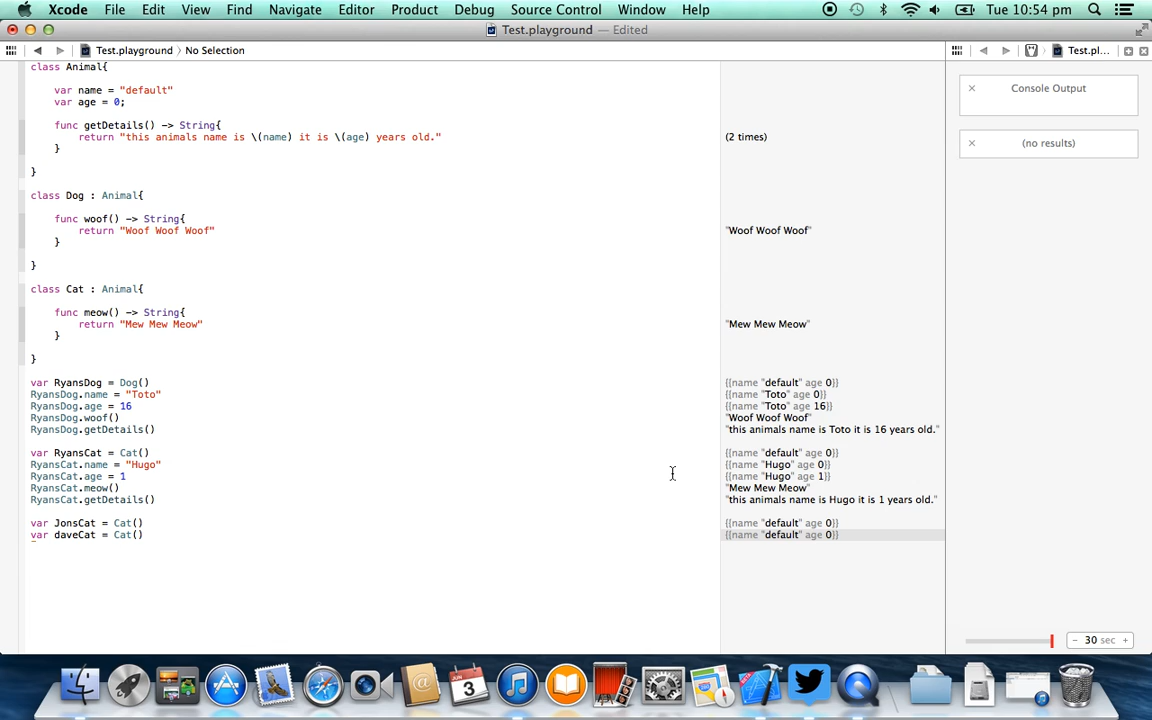 Xcode File Edit View Find Navigate Editor Product Debug Source Control Window Help Tue 10:54 pm
Test.playground — Edited
Test.playground 〉 No Selection Test.pl...
class Animal{
var name = "default"
var age = 0;
func getDetails() -> String{
return "this animals name is \(name) it is \(age) years old."
}
}
class Dog : Animal{
func woof() -> String{
return "Woof Woof Woof"
}
}
class Cat : Animal{
func meow() -> String{
return "Mew Mew Meow"
}
}
var RyansDog = Dog()
RyansDog.name = "Toto"
RyansDog.age = 16
RyansDog.woof()
RyansDog.getDetails()
var RyansCat = Cat()
RyansCat.name = "Hugo"
RyansCat.age = 1
RyansCat.meow()
RyansCat.getDetails()
var JonsCat = Cat()
var daveCat = Cat()
(2 times)
"Woof Woof Woof"
"Mew Mew Meow"
{{name "default" age 0}}
{{name "Toto" age 0}}
{{name "Toto" age 16}}
"Woof Woof Woof"
"this animals name is Toto it is 16 years old."
{{name "default" age 0}}
{{name "Hugo" age 0}}
{{name "Hugo" age 1}}
"Mew Mew Meow"
"this animals name is Hugo it is 1 years old."
{{name "default" age 0}}
{{name "default" age 0}}
Console Output
(no results)
- 30 sec +
3